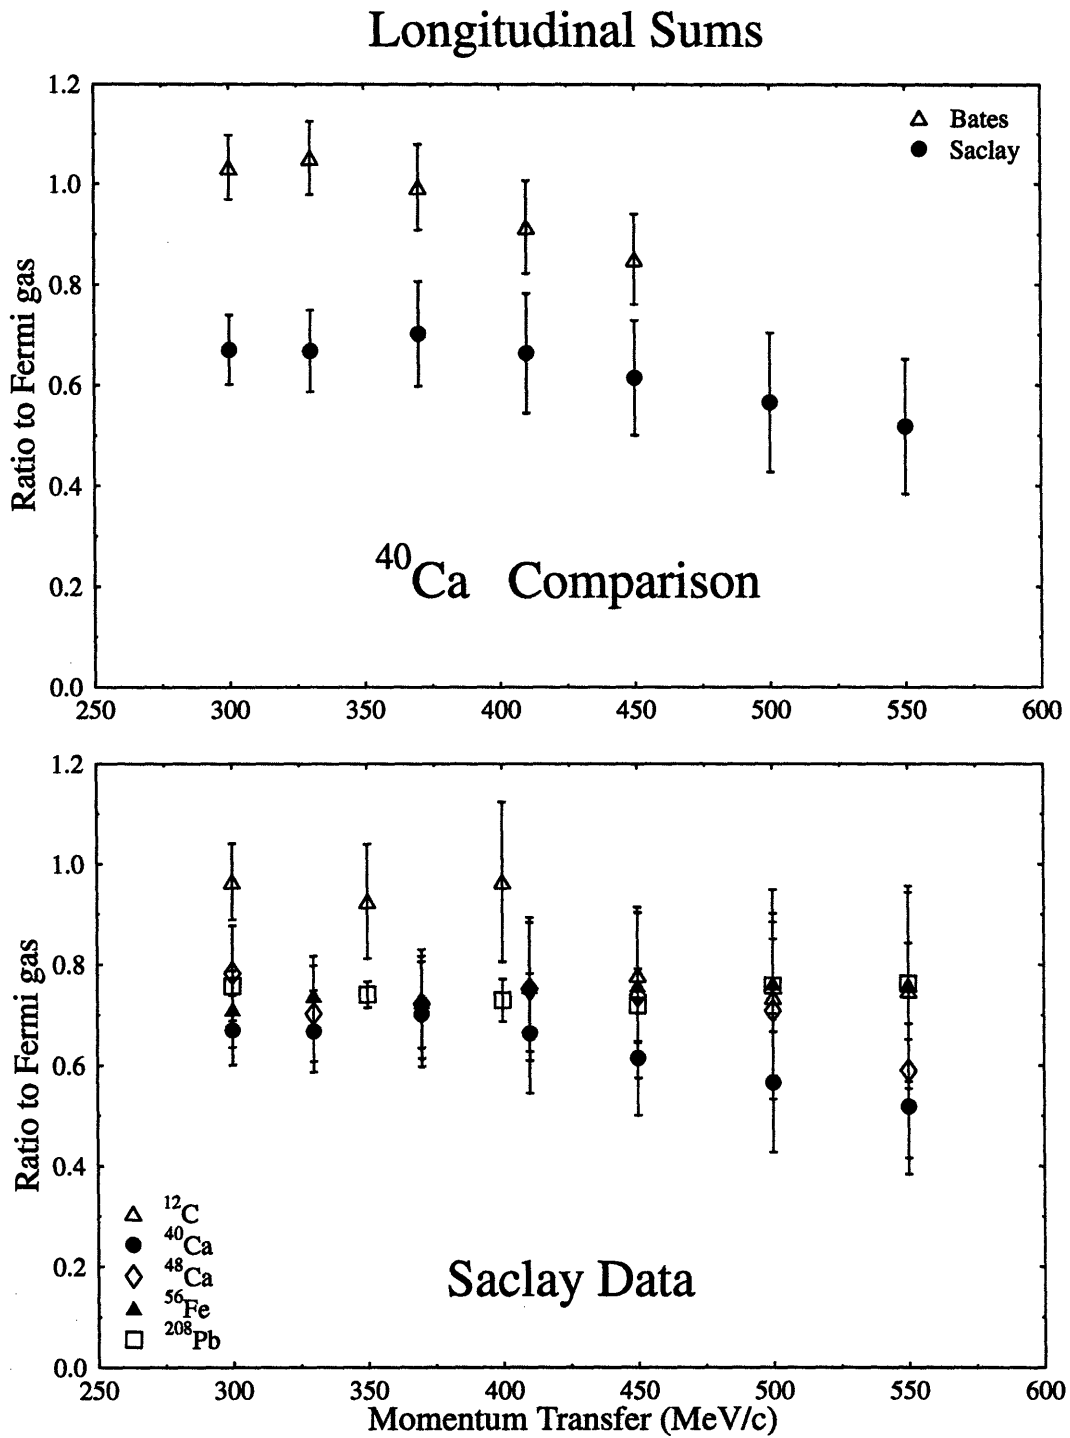 Longitudinal Sums
1.2
1.0
0.8
0.6
0.4
0.2
0.0
Ratio to Fermi gas
Bates
Saclay
40Ca Comparison
250 300 350 400 450 500 550 600
1.2
1.0
0.8
0.6
0.4
0.2
0.0
Ratio to Fermi gas
12C
40Ca
48Ca
56Fe
208Pb
Saclay Data
250 300 350 400 450 500 550 600
Momentum Transfer (MeV/c)